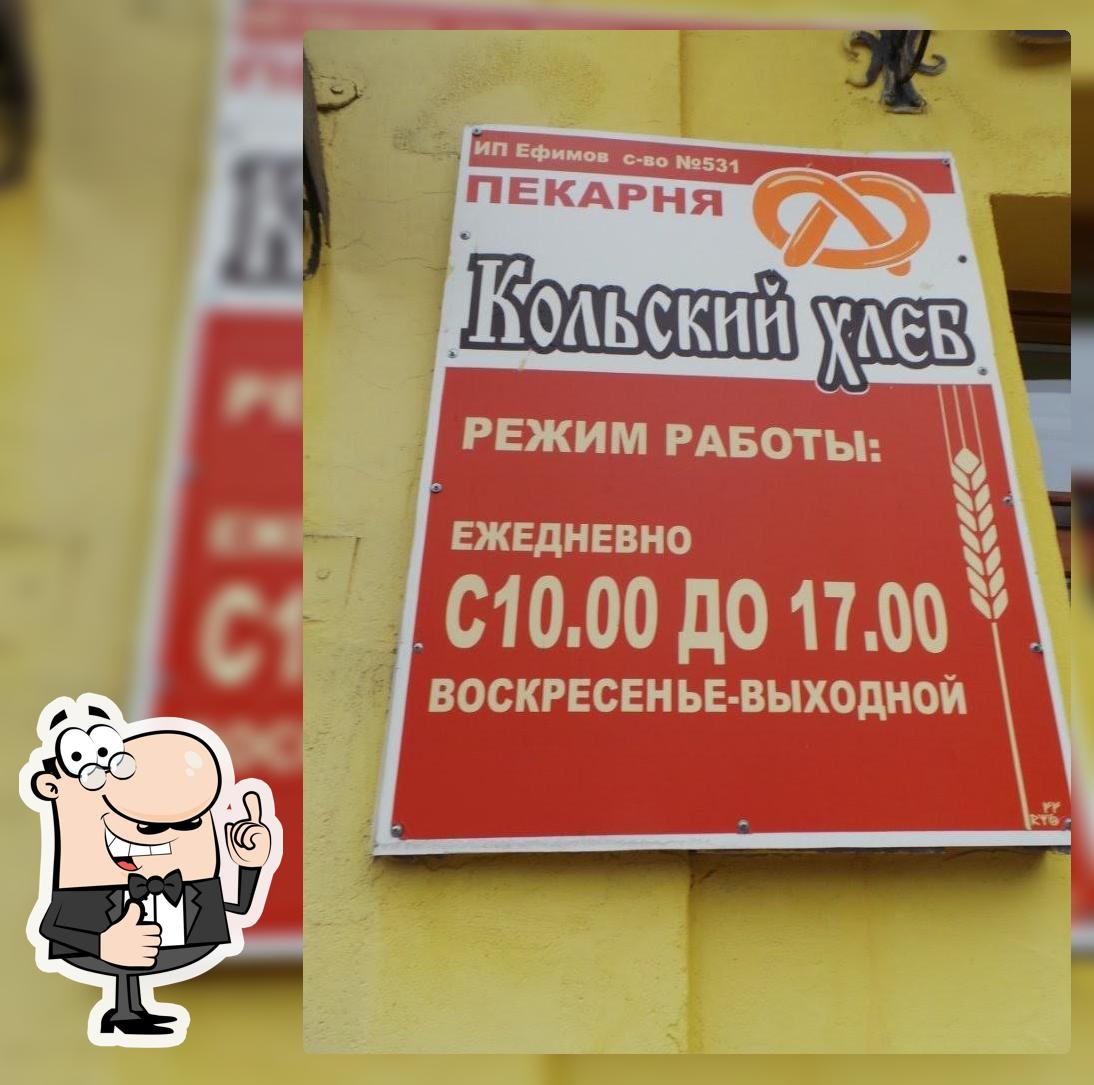 ИП Ефимов с-во №531
ПЕКАРНЯ
Кольский хлеб
РЕЖИМ РАБОТЫ:
ЕЖЕДНЕВНО
С10.00 ДО 17.00
ВОСКРЕСЕНЬЕ-ВЫХОДНОЙ